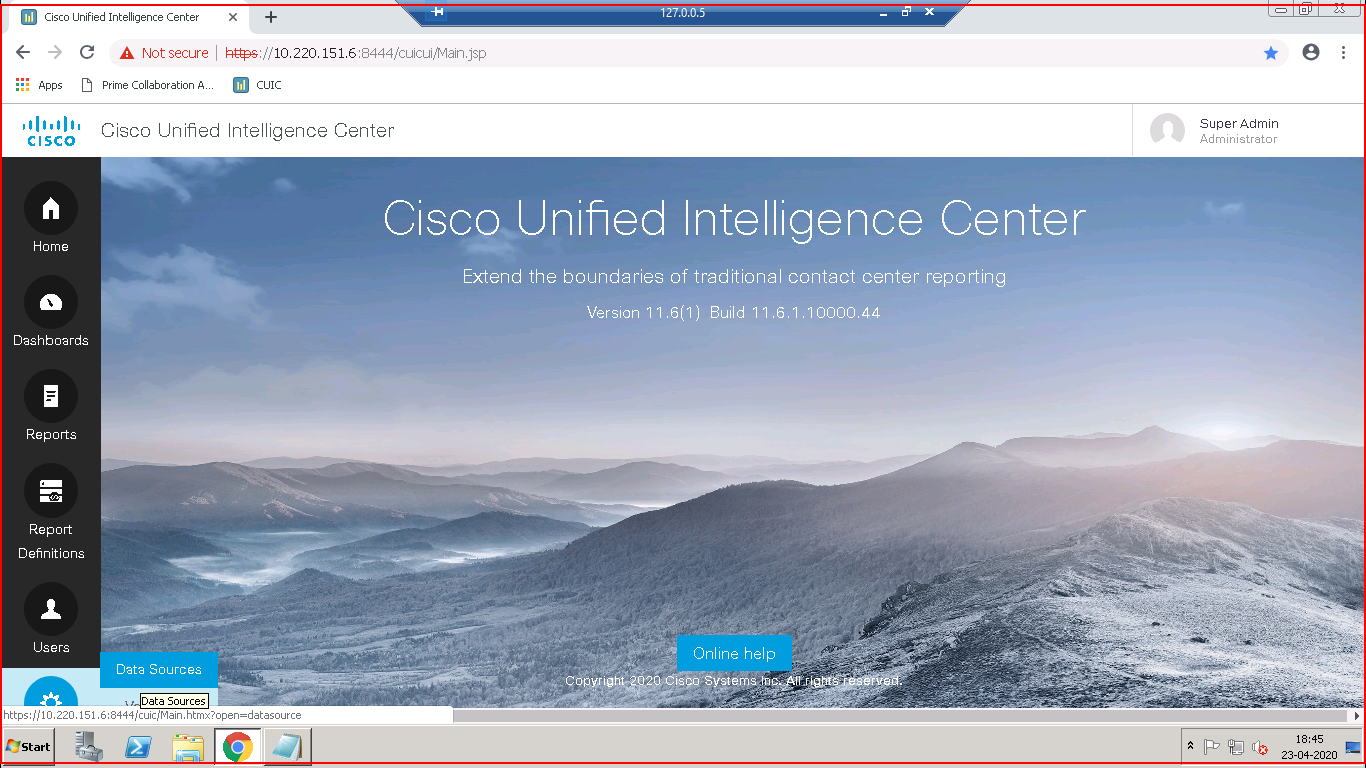 Cisco Unified Intelligence Center
127.0.0.5
Not secure | https://10.220.151.6:8444/cuicui/Main.jsp
Apps
Prime Collaboration A...
CUIC
CISCO
Cisco Unified Intelligence Center
Super Admin
Administrator
Home
Dashboards
Reports
Report
Definitions
Users
Cisco Unified Intelligence Center
Extend the boundaries of traditional contact center reporting
Version 11.6(1) Build 11.6.1.10000.44
Data Sources
Data Sources
Online help
Copyright 2020 Cisco Systems Inc. All rights reserved.
https://10.220.151.6:8444/cuic/Main.htmx?open=datasource
Start
18:45
23-04-2020